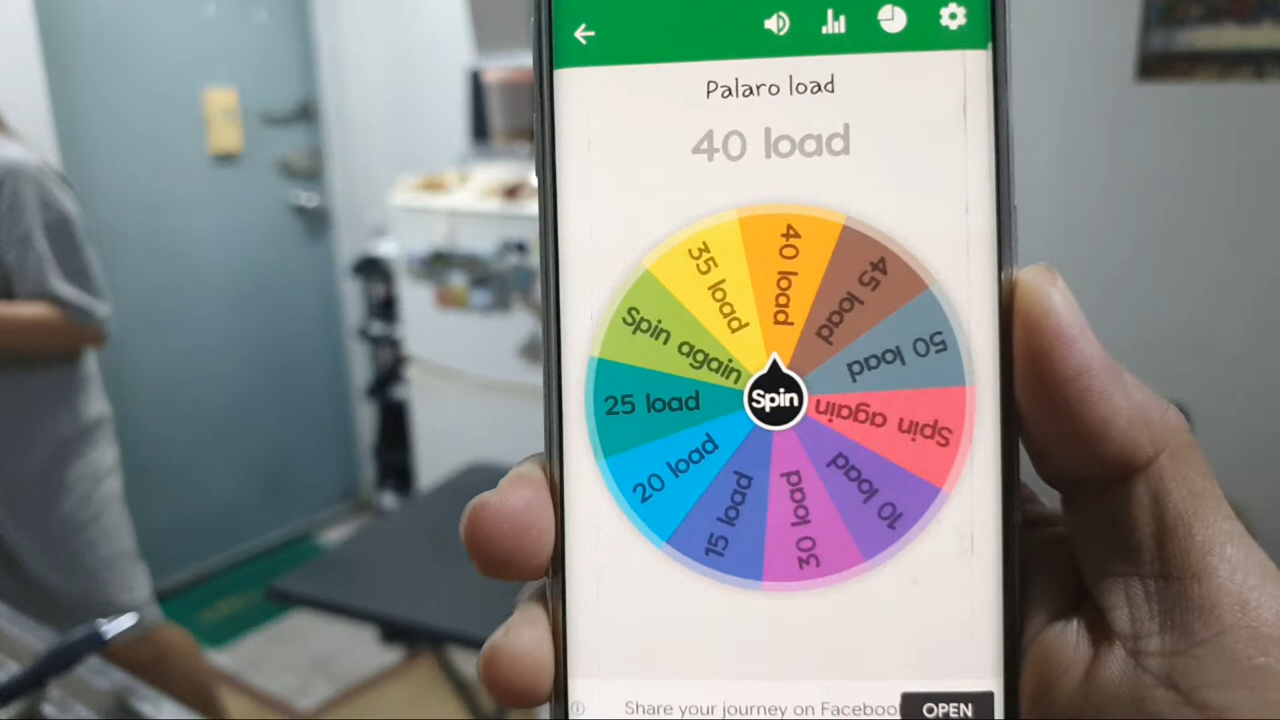 Palaro load
40 load
40 load
45 load
50 load
Spin again
10 load
30 load
15 load
20 load
25 load
Spin again
35 load
Spin
Share your journey on Facebook
OPEN